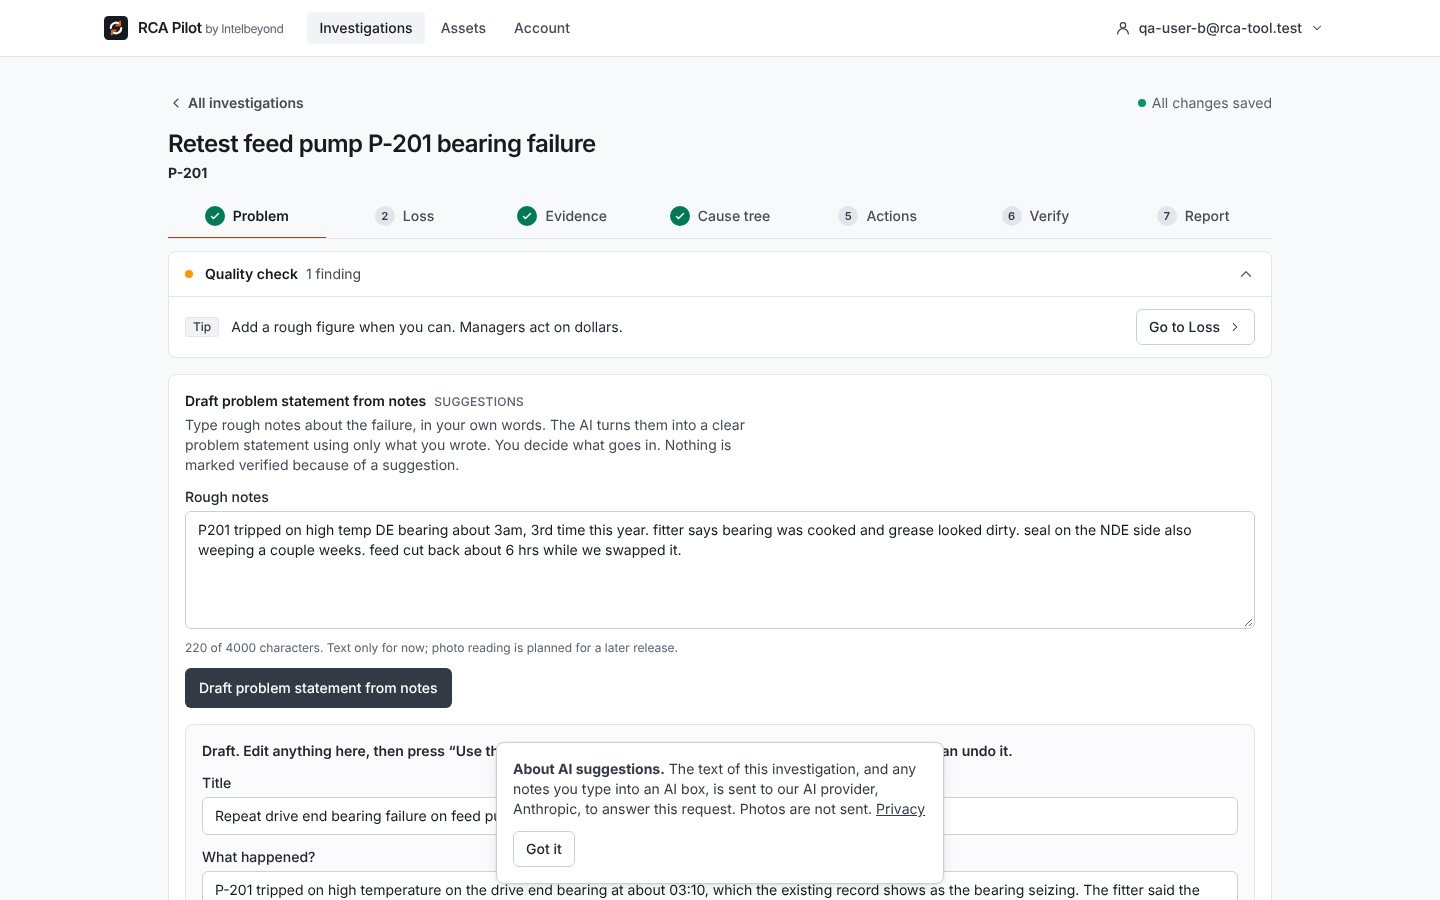 RCA Pilot by Intelbeyond
Investigations
Assets
Account
qa-user-b@rca-tool.test
All investigations
All changes saved
Retest feed pump P-201 bearing failure
P-201
Problem
2 Loss
Evidence
Cause tree
5 Actions
6 Verify
7 Report
Quality check 1 finding
Tip Add a rough figure when you can. Managers act on dollars.
Go to Loss
Draft problem statement from notes SUGGESTIONS
Type rough notes about the failure, in your own words. The AI turns them into a clear
problem statement using only what you wrote. You decide what goes in. Nothing is
marked verified because of a suggestion.
Rough notes
P201 tripped on high temp DE bearing about 3am, 3rd time this year. fitter says bearing was cooked and grease looked dirty. seal on the NDE side also
weeping a couple weeks. feed cut back about 6 hrs while we swapped it.
220 of 4000 characters. Text only for now; photo reading is planned for a later release.
Draft problem statement from notes
Draft. Edit anything here, then press “Use th
an undo it.
Title
Repeat drive end bearing failure on feed
What happened?
P-201 tripped on high temperature on the drive end bearing at about 03:10, which the existing record shows as the bearing seizing. The fitter said the
About AI suggestions. The text of this investigation, and any
notes you type into an AI box, is sent to our AI provider,
Anthropic, to answer this request. Photos are not sent. Privacy
Got it